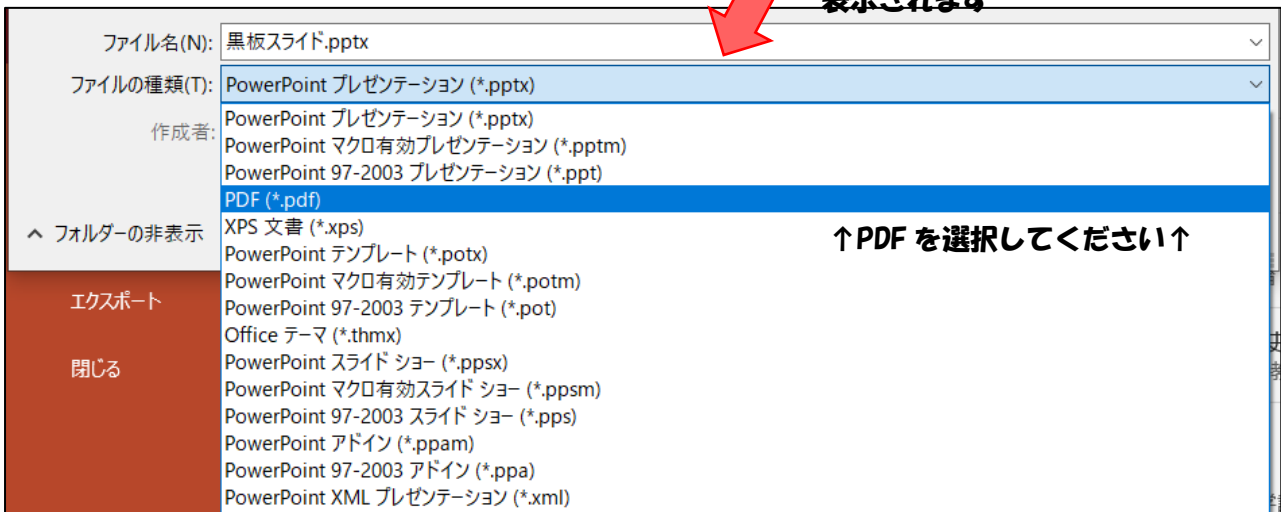 表示されます
ファイル名(N): 黒板スライド.pptx
ファイルの種類(T): PowerPoint プレゼンテーション (*.pptx)
作成者:
PowerPoint プレゼンテーション (*.pptx)
PowerPoint マクロ有効プレゼンテーション (*.pptm)
PowerPoint 97-2003 プレゼンテーション (*.ppt)
PDF (*.pdf)
フォルダーの非表示
XPS 文書 (*.xps)
↑PDF を選択してください↑
PowerPoint テンプレート (*.potx)
PowerPoint マクロ有効テンプレート (*.potm)
エクスポート
PowerPoint 97-2003 テンプレート (*.pot)
Office テーマ (*.thmx)
閉じる
PowerPoint スライド ショー (*.ppsx)
PowerPoint マクロ有効スライド ショー (*.ppsm)
PowerPoint 97-2003 スライド ショー (*.pps)
PowerPoint アドイン (*.ppam)
PowerPoint 97-2003 アドイン (*.ppa)
PowerPoint XML プレゼンテーション (*.xml)